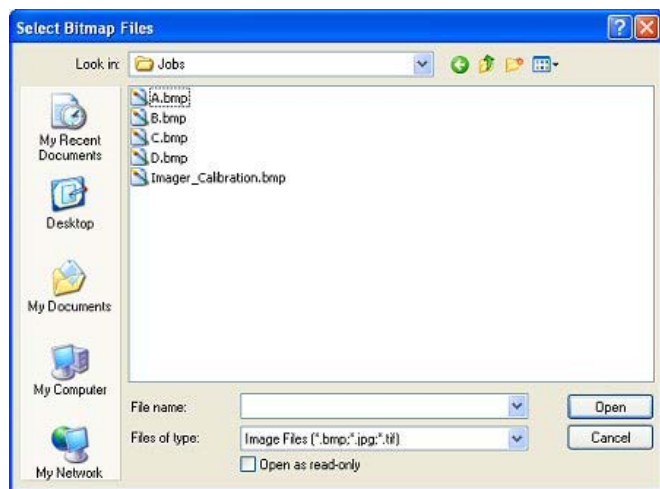 Select Bitmap Files
Look in: Jobs
A.bmp
B.bmp
C.bmp
D.bmp
Imager_Calibration.bmp
My Recent
Documents
Desktop
My Documents
My Computer
My Network
File name:
Open
Files of type: Image Files (*.bmp;*.jpg;*.tif)
Cancel
Open as read-only